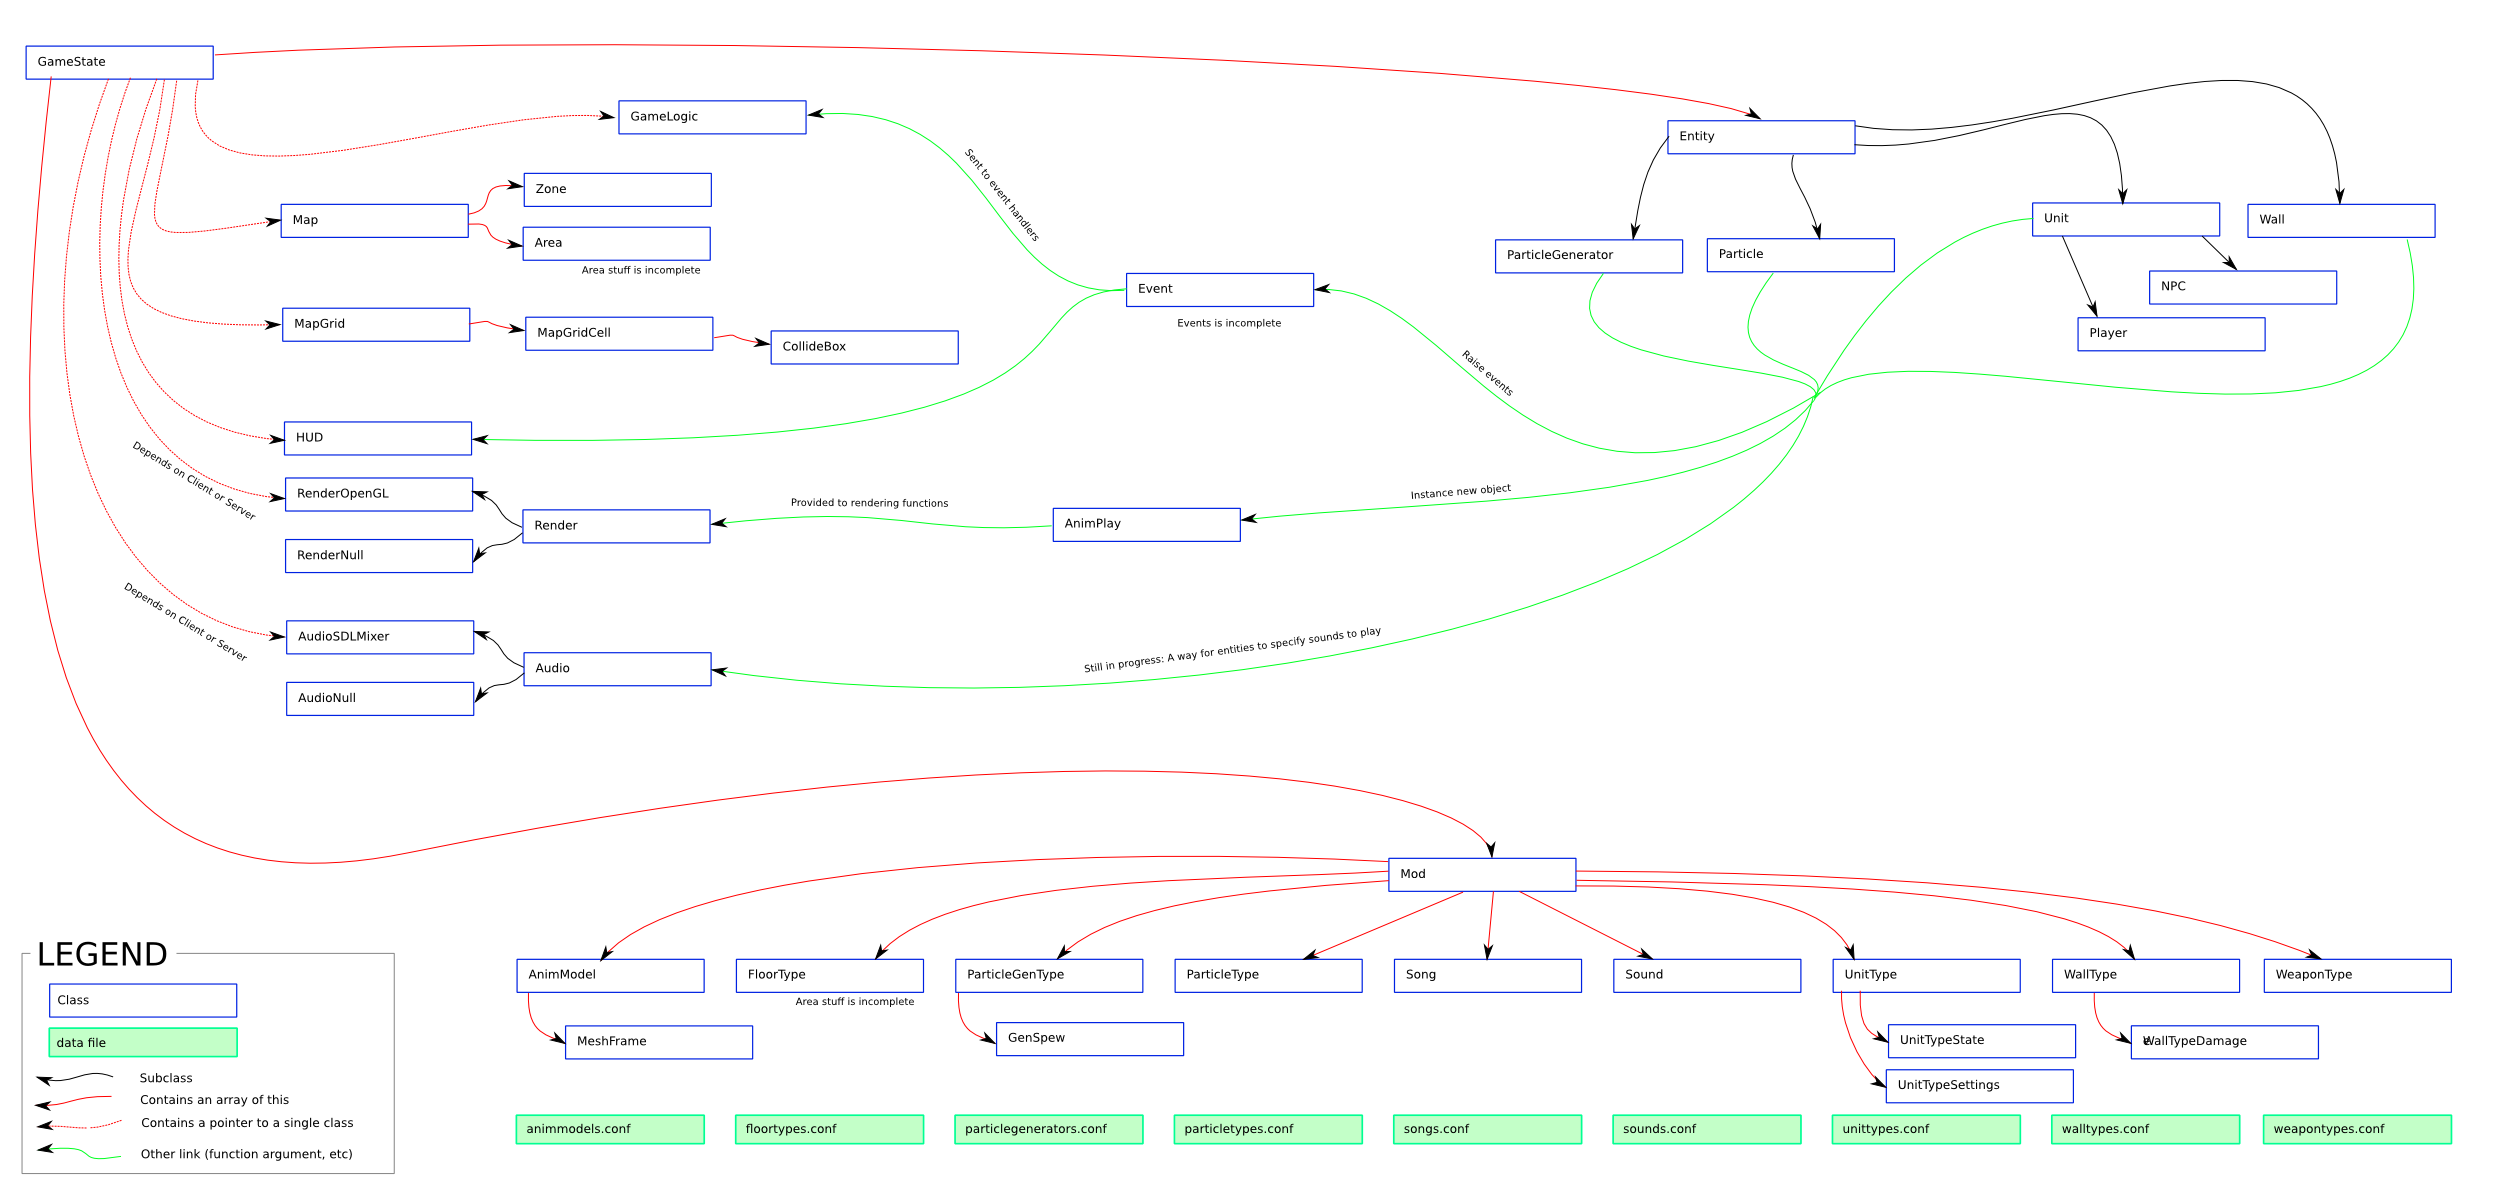 GameState
GameLogic
Sent to event handlers
Entity
Zone
Map
Area
Area stuff is incomplete
Unit
Wall
ParticleGenerator
Particle
NPC
Event
Events is incomplete
Player
MapGrid
MapGridCell
CollideBox
Raise events
HUD
Depends on Client or Server
RenderOpenGL
Provided to rendering functions
Instance new object
Render
AnimPlay
RenderNull
Depends on Client or Server
AudioSDLMixer
Still in progress: A way for entities to specify sounds to play
Audio
AudioNull
Mod
AnimModel
FloorType
ParticleGenType
ParticleType
Song
Sound
UnitType
WallType
WeaponType
Area stuff is incomplete
MeshFrame
GenSpew
UnitTypeState
WallTypeDamage
UnitTypeSettings
animmodels.conf
floortypes.conf
particlegenerators.conf
particletypes.conf
songs.conf
sounds.conf
unittypes.conf
walltypes.conf
weapontypes.conf
LEGEND
Class
data file
Subclass
Contains an array of this
Contains a pointer to a single class
Other link (function argument, etc)